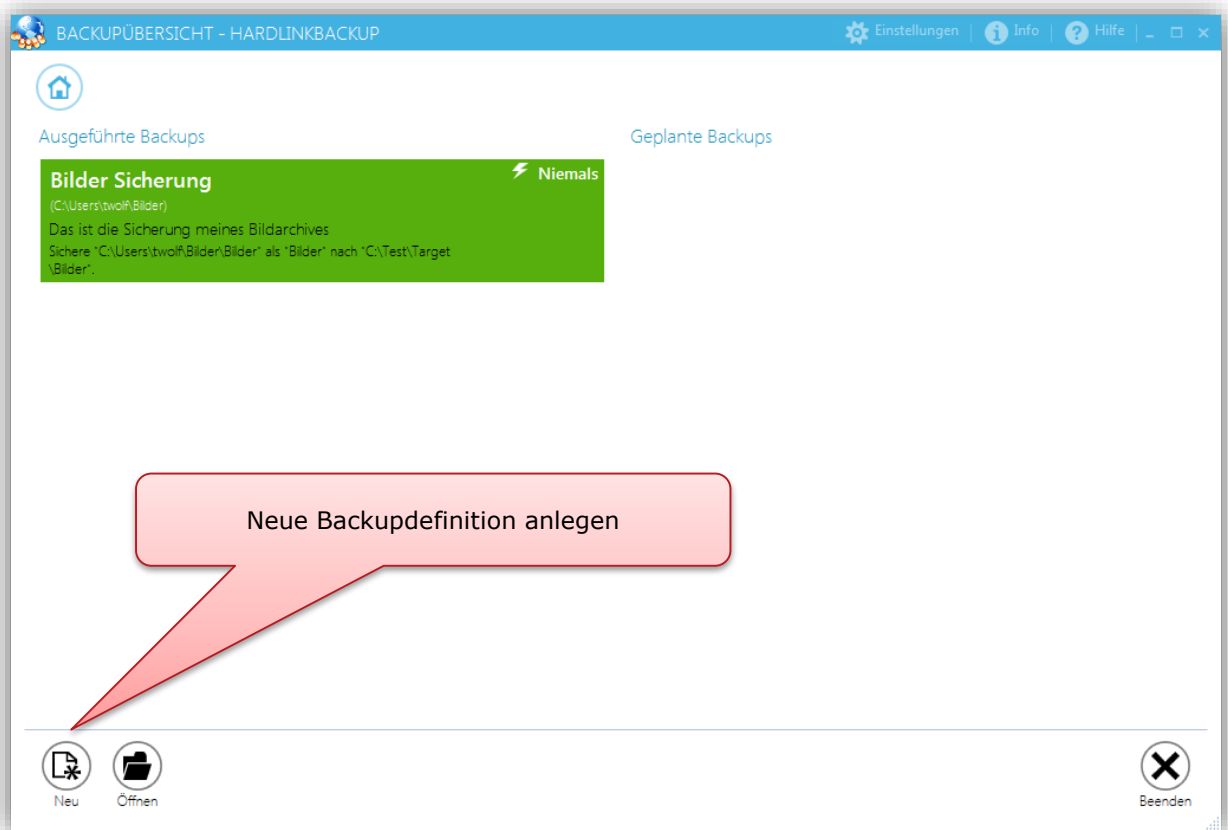 BACKUPÜBERSICHT - HARDLINKBACKUP
Einstellungen
Info
Hilfe
Ausgeführte Backups
Geplante Backups
Bilder Sicherung
Niemals
(C:\Users\twolf\Bilder)
Das ist die Sicherung meines Bildarchives
Sichere "C:\Users\twolf\Bilder\Bilder" als "Bilder" nach "C:\Test\Target
\Bilder".
Neue Backupdefinition anlegen
Neu
Öffnen
Beenden